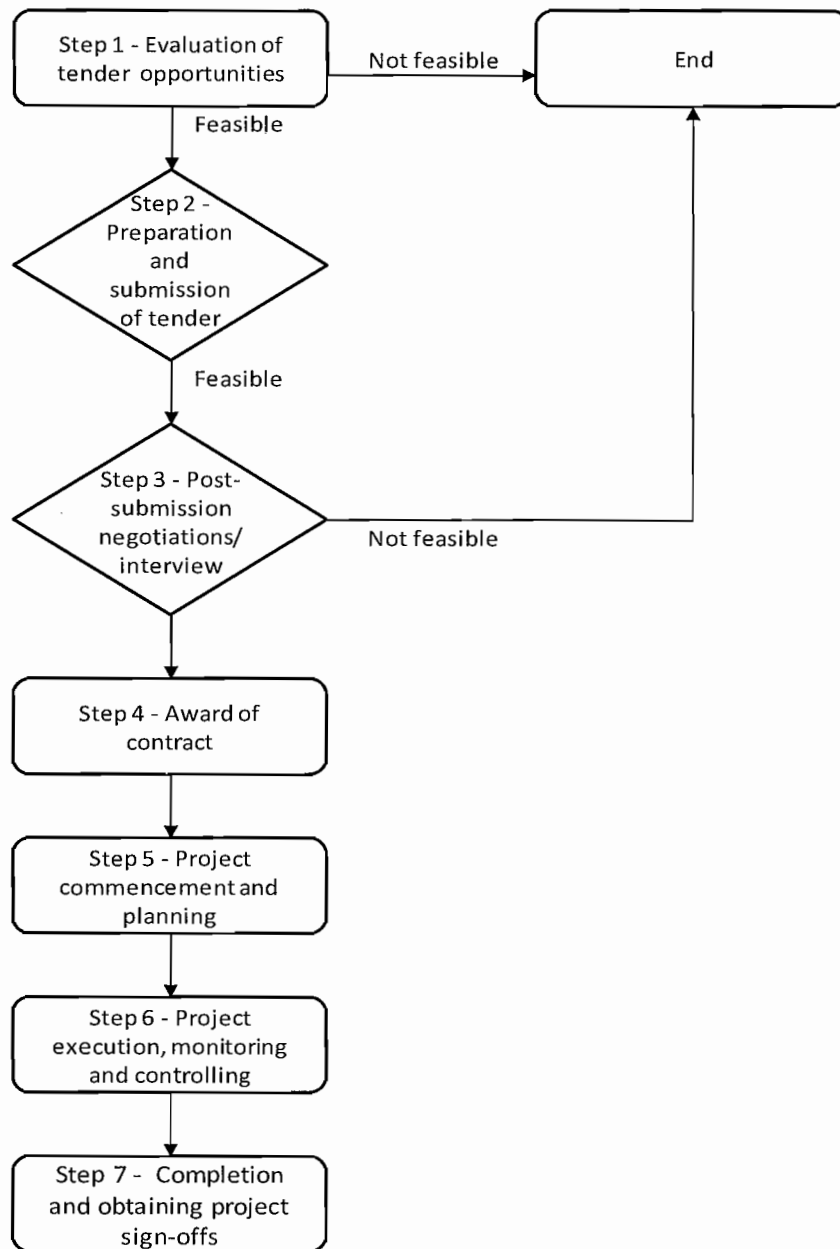 Step 1 - Evaluation of
tender opportunities
Not feasible
End
Feasible
Step 2 -
Preparation
and
submission
of tender
Feasible
Step 3 - Post-
submission
negotiations/
interview
Not feasible
Step 4 - Award of
contract
Step 5 - Project
commencement and
planning
Step 6 - Project
execution, monitoring
and controlling
Step 7 - Completion
and obtaining project
sign-offs